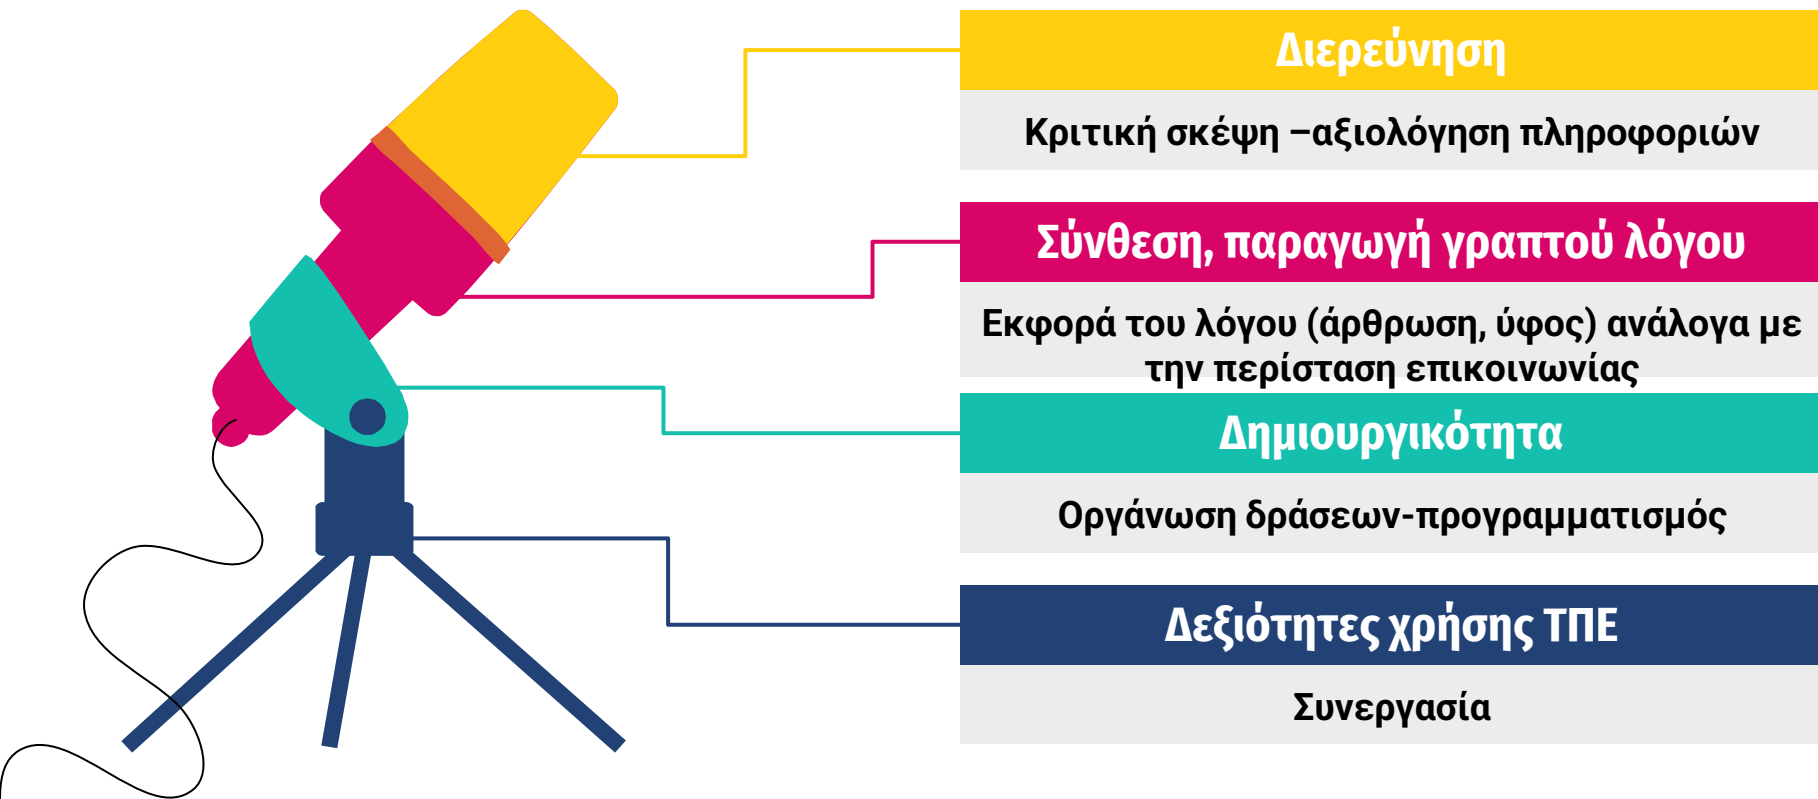 Διερεύνηση
Κριτική σκέψη –αξιολόγηση πληροφοριών
Σύνθεση, παραγωγή γραπτού λόγου
Εκφορά του λόγου (άρθρωση, ύφος) ανάλογα με
την περίσταση επικοινωνίας
Δημιουργικότητα
Οργάνωση δράσεων-προγραμματισμός
Δεξιότητες χρήσης ΤΠΕ
Συνεργασία